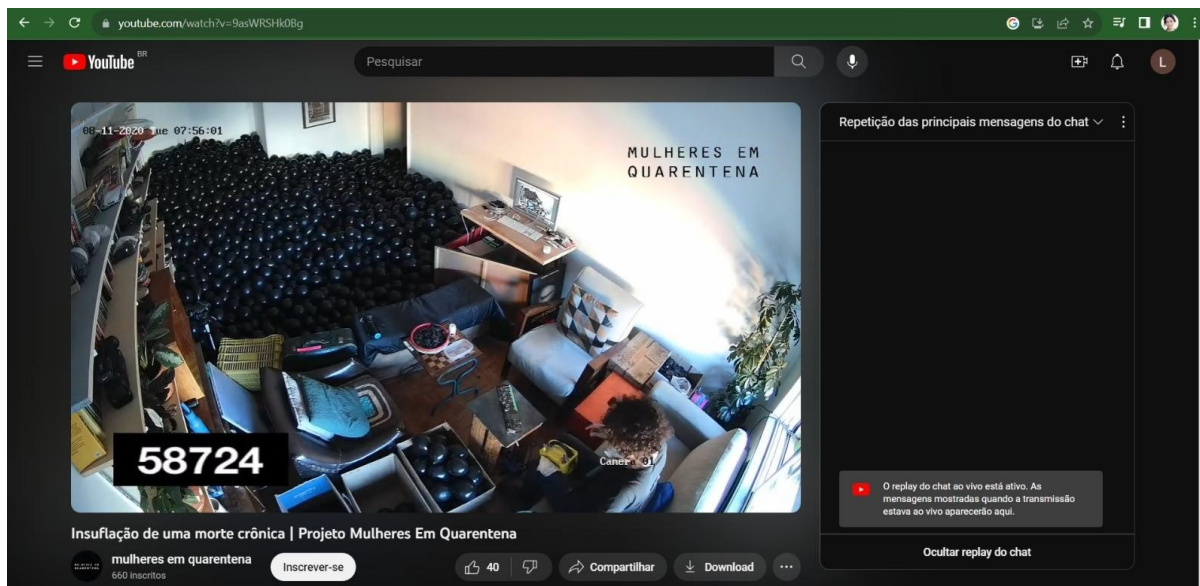 youtube.com/watch?v=9asWRSHk0Bg
YouTube BR
Pesquisar
L
08-11-2020 Tue 07:56:01
MULHERES EM
QUARENTENA
58724
Camera 01
Repetição das principais mensagens do chat
O replay do chat ao vivo está ativo. As
mensagens mostradas quando a transmissão
estava ao vivo aparecerão aqui.
Ocultar replay do chat
Insuflação de uma morte crônica | Projeto Mulheres Em Quarentena
mulheres em quarentena
660 inscritos
Inscrever-se
40
Compartilhar
Download